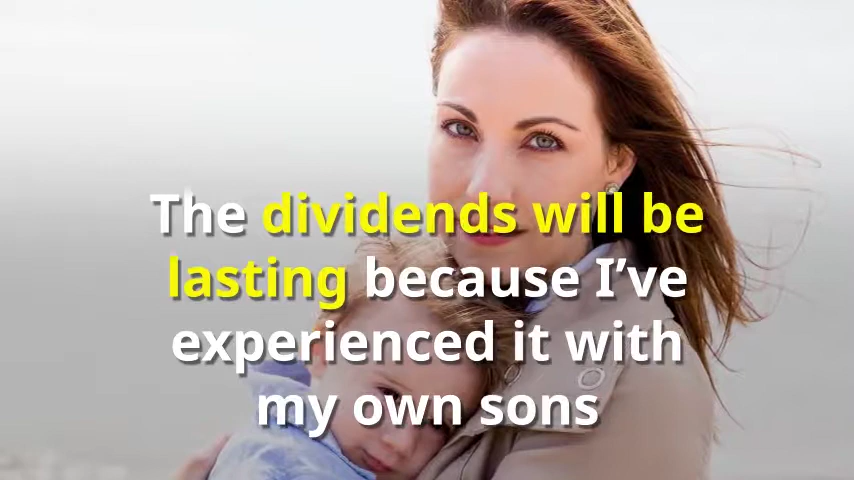 The dividends will be
lasting because I’ve
experienced it with
my own sons